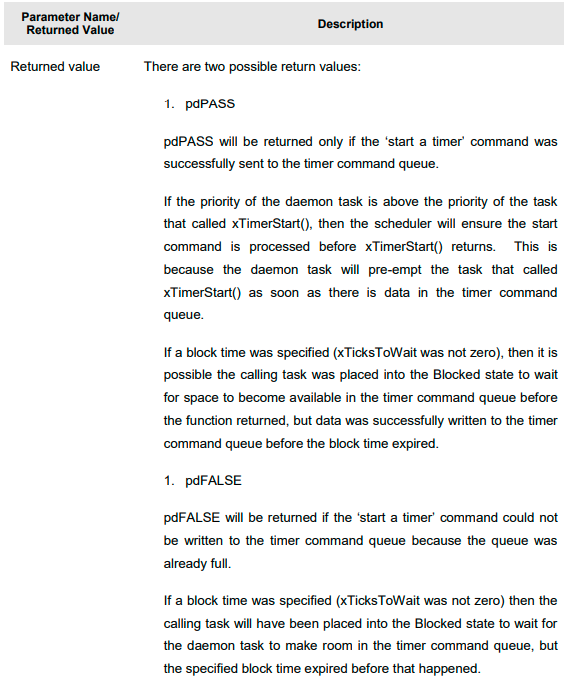 Parameter Name/
Returned Value
Description
Returned value
There are two possible return values:
1. pdPASS
pdPASS will be returned only if the ‘start a timer’ command was
successfully sent to the timer command queue.
If the priority of the daemon task is above the priority of the task
that called xTimerStart(), then the scheduler will ensure the start
command is processed before xTimerStart() returns. This is
because the daemon task will pre-empt the task that called
xTimerStart() as soon as there is data in the timer command
queue.
If a block time was specified (xTicksToWait was not zero), then it is
possible the calling task was placed into the Blocked state to wait
for space to become available in the timer command queue before
the function returned, but data was successfully written to the timer
command queue before the block time expired.
1. pdFALSE
pdFALSE will be returned if the ‘start a timer’ command could not
be written to the timer command queue because the queue was
already full.
If a block time was specified (xTicksToWait was not zero) then the
calling task will have been placed into the Blocked state to wait for
the daemon task to make room in the timer command queue, but
the specified block time expired before that happened.